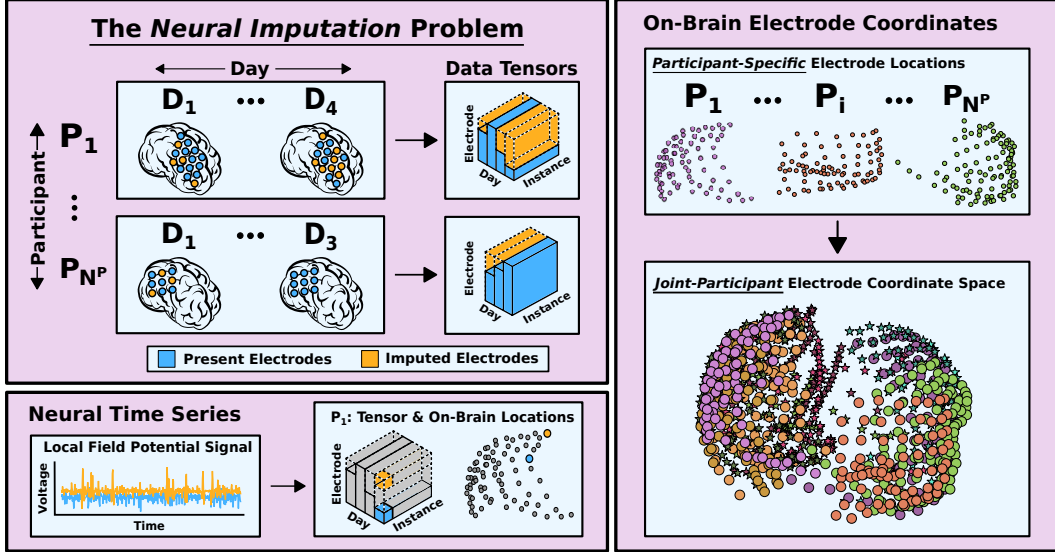 The Neural Imputation Problem
Day
D1 ••• D4
Data Tensors
Participant
P1
Electrode
Day
Instance
•••
D1 ••• D3
PNP
Electrode
Day
Instance
Present Electrodes
Imputed Electrodes
Neural Time Series
Local Field Potential Signal
Voltage
Time
P1: Tensor & On-Brain Locations
Electrode
Day
Instance
On-Brain Electrode Coordinates
Participant-Specific Electrode Locations
P1 ••• Pi ••• PNP
Joint-Participant Electrode Coordinate Space